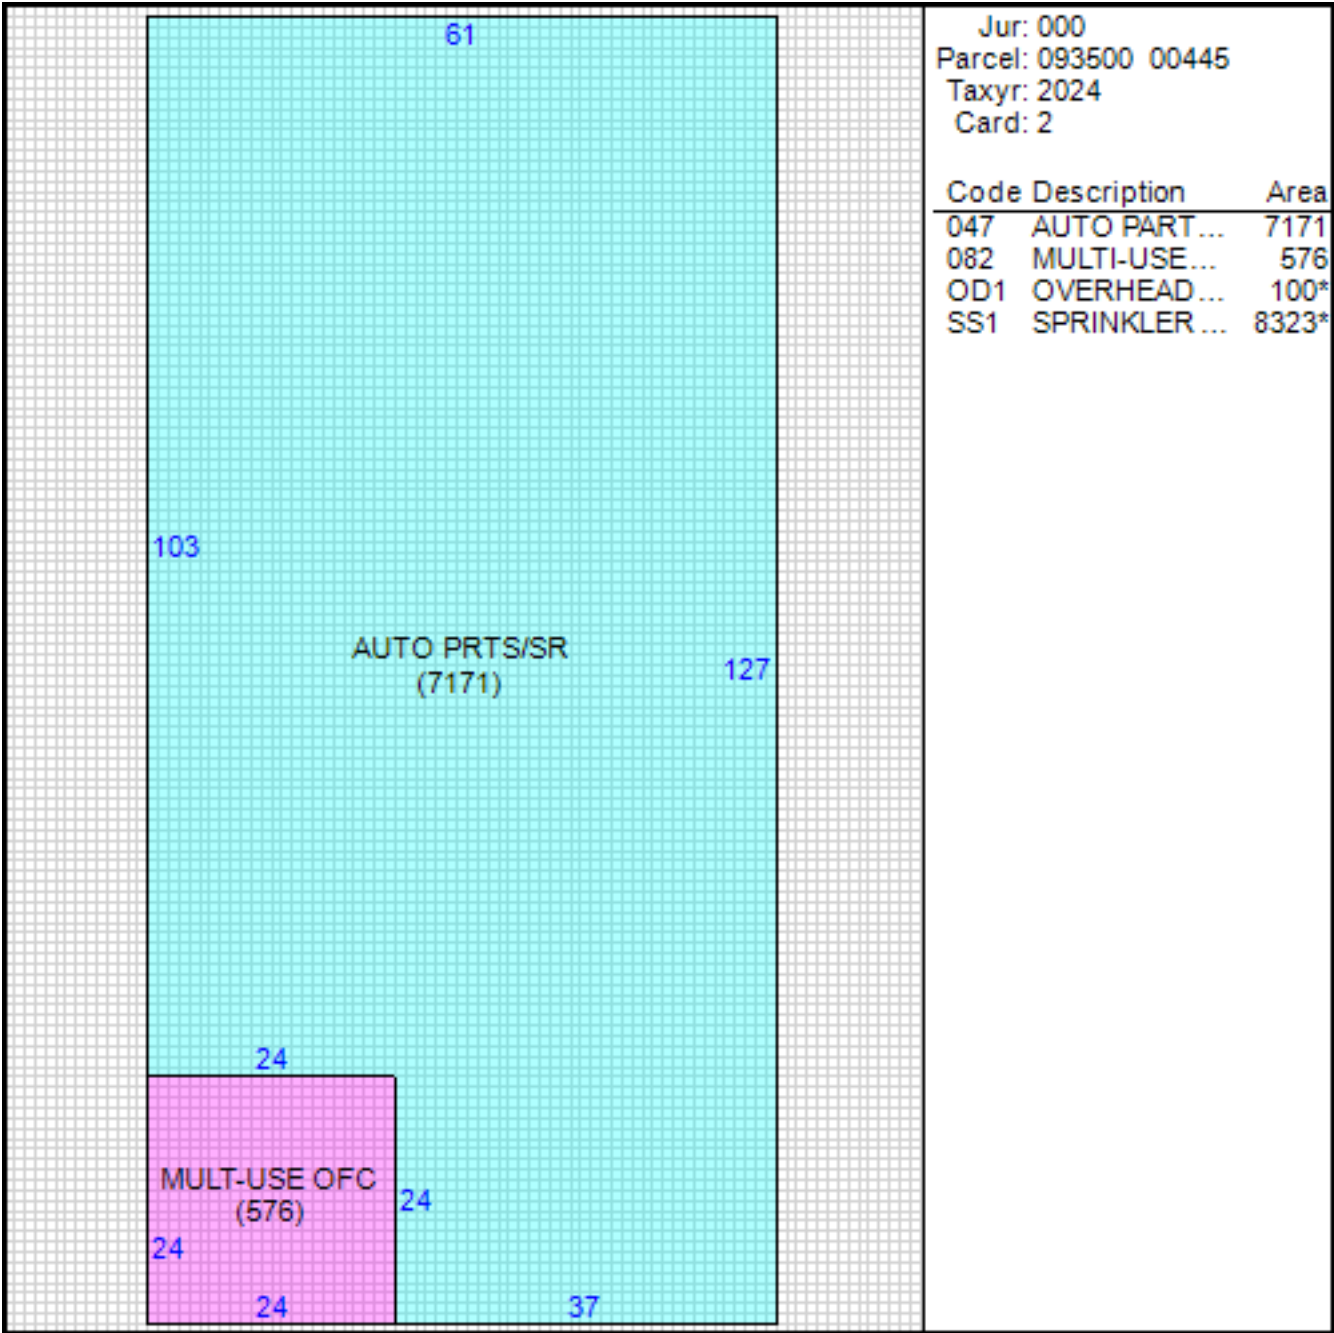 61
103
AUTO PRTS/SR
(7171)
127
24
MULT-USE OFC
(576)
24
24
24
37
Jur: 000
Parcel: 093500 00445
Taxyr: 2024
Card: 2
Code Description Area
047 AUTO PART... 7171
082 MULTI-USE... 576
OD1 OVERHEAD... 100*
SS1 SPRINKLER... 8323*